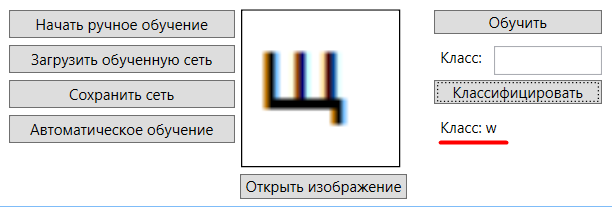 Начать ручное обучение
Загрузить обученную сеть
Сохранить сеть
Автоматическое обучение
Щ
Открыть изображение
Обучить
Класс:
Классифицировать
Класс: w